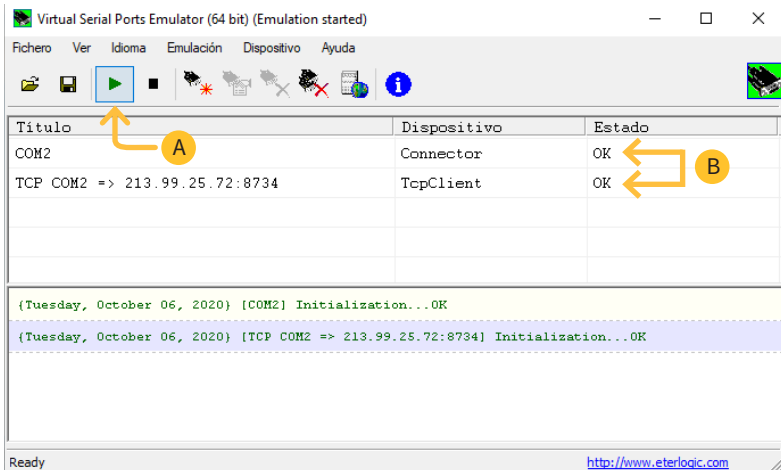 Virtual Serial Ports Emulator (64 bit) (Emulation started)
Fichero Ver Idioma Emulación Dispositivo Ayuda
Título Dispositivo Estado
A
COM2 Connector OK
B
TCP COM2 => 213.99.25.72:8734 TcpClient OK
{Tuesday, October 06, 2020} [COM2] Initialization...OK
{Tuesday, October 06, 2020} [TCP COM2 => 213.99.25.72:8734] Initialization...OK
Ready http://www.eterlogic.com